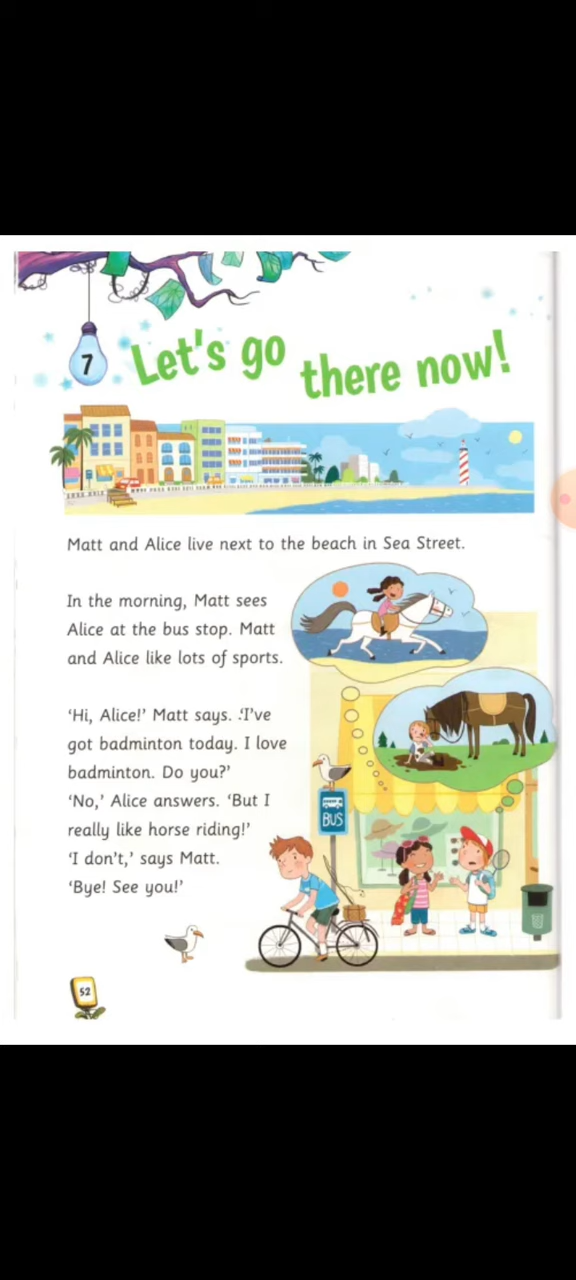 7
Let's go there now!
Matt and Alice live next to the beach in Sea Street.
In the morning, Matt sees
Alice at the bus stop. Matt
and Alice like lots of sports.
‘Hi, Alice!’ Matt says. ‘I’ve
got badminton today. I love
badminton. Do you?’
‘No,’ Alice answers. ‘But I
really like horse riding!’
‘I don’t,’ says Matt.
‘Bye! See you!’
BUS
52